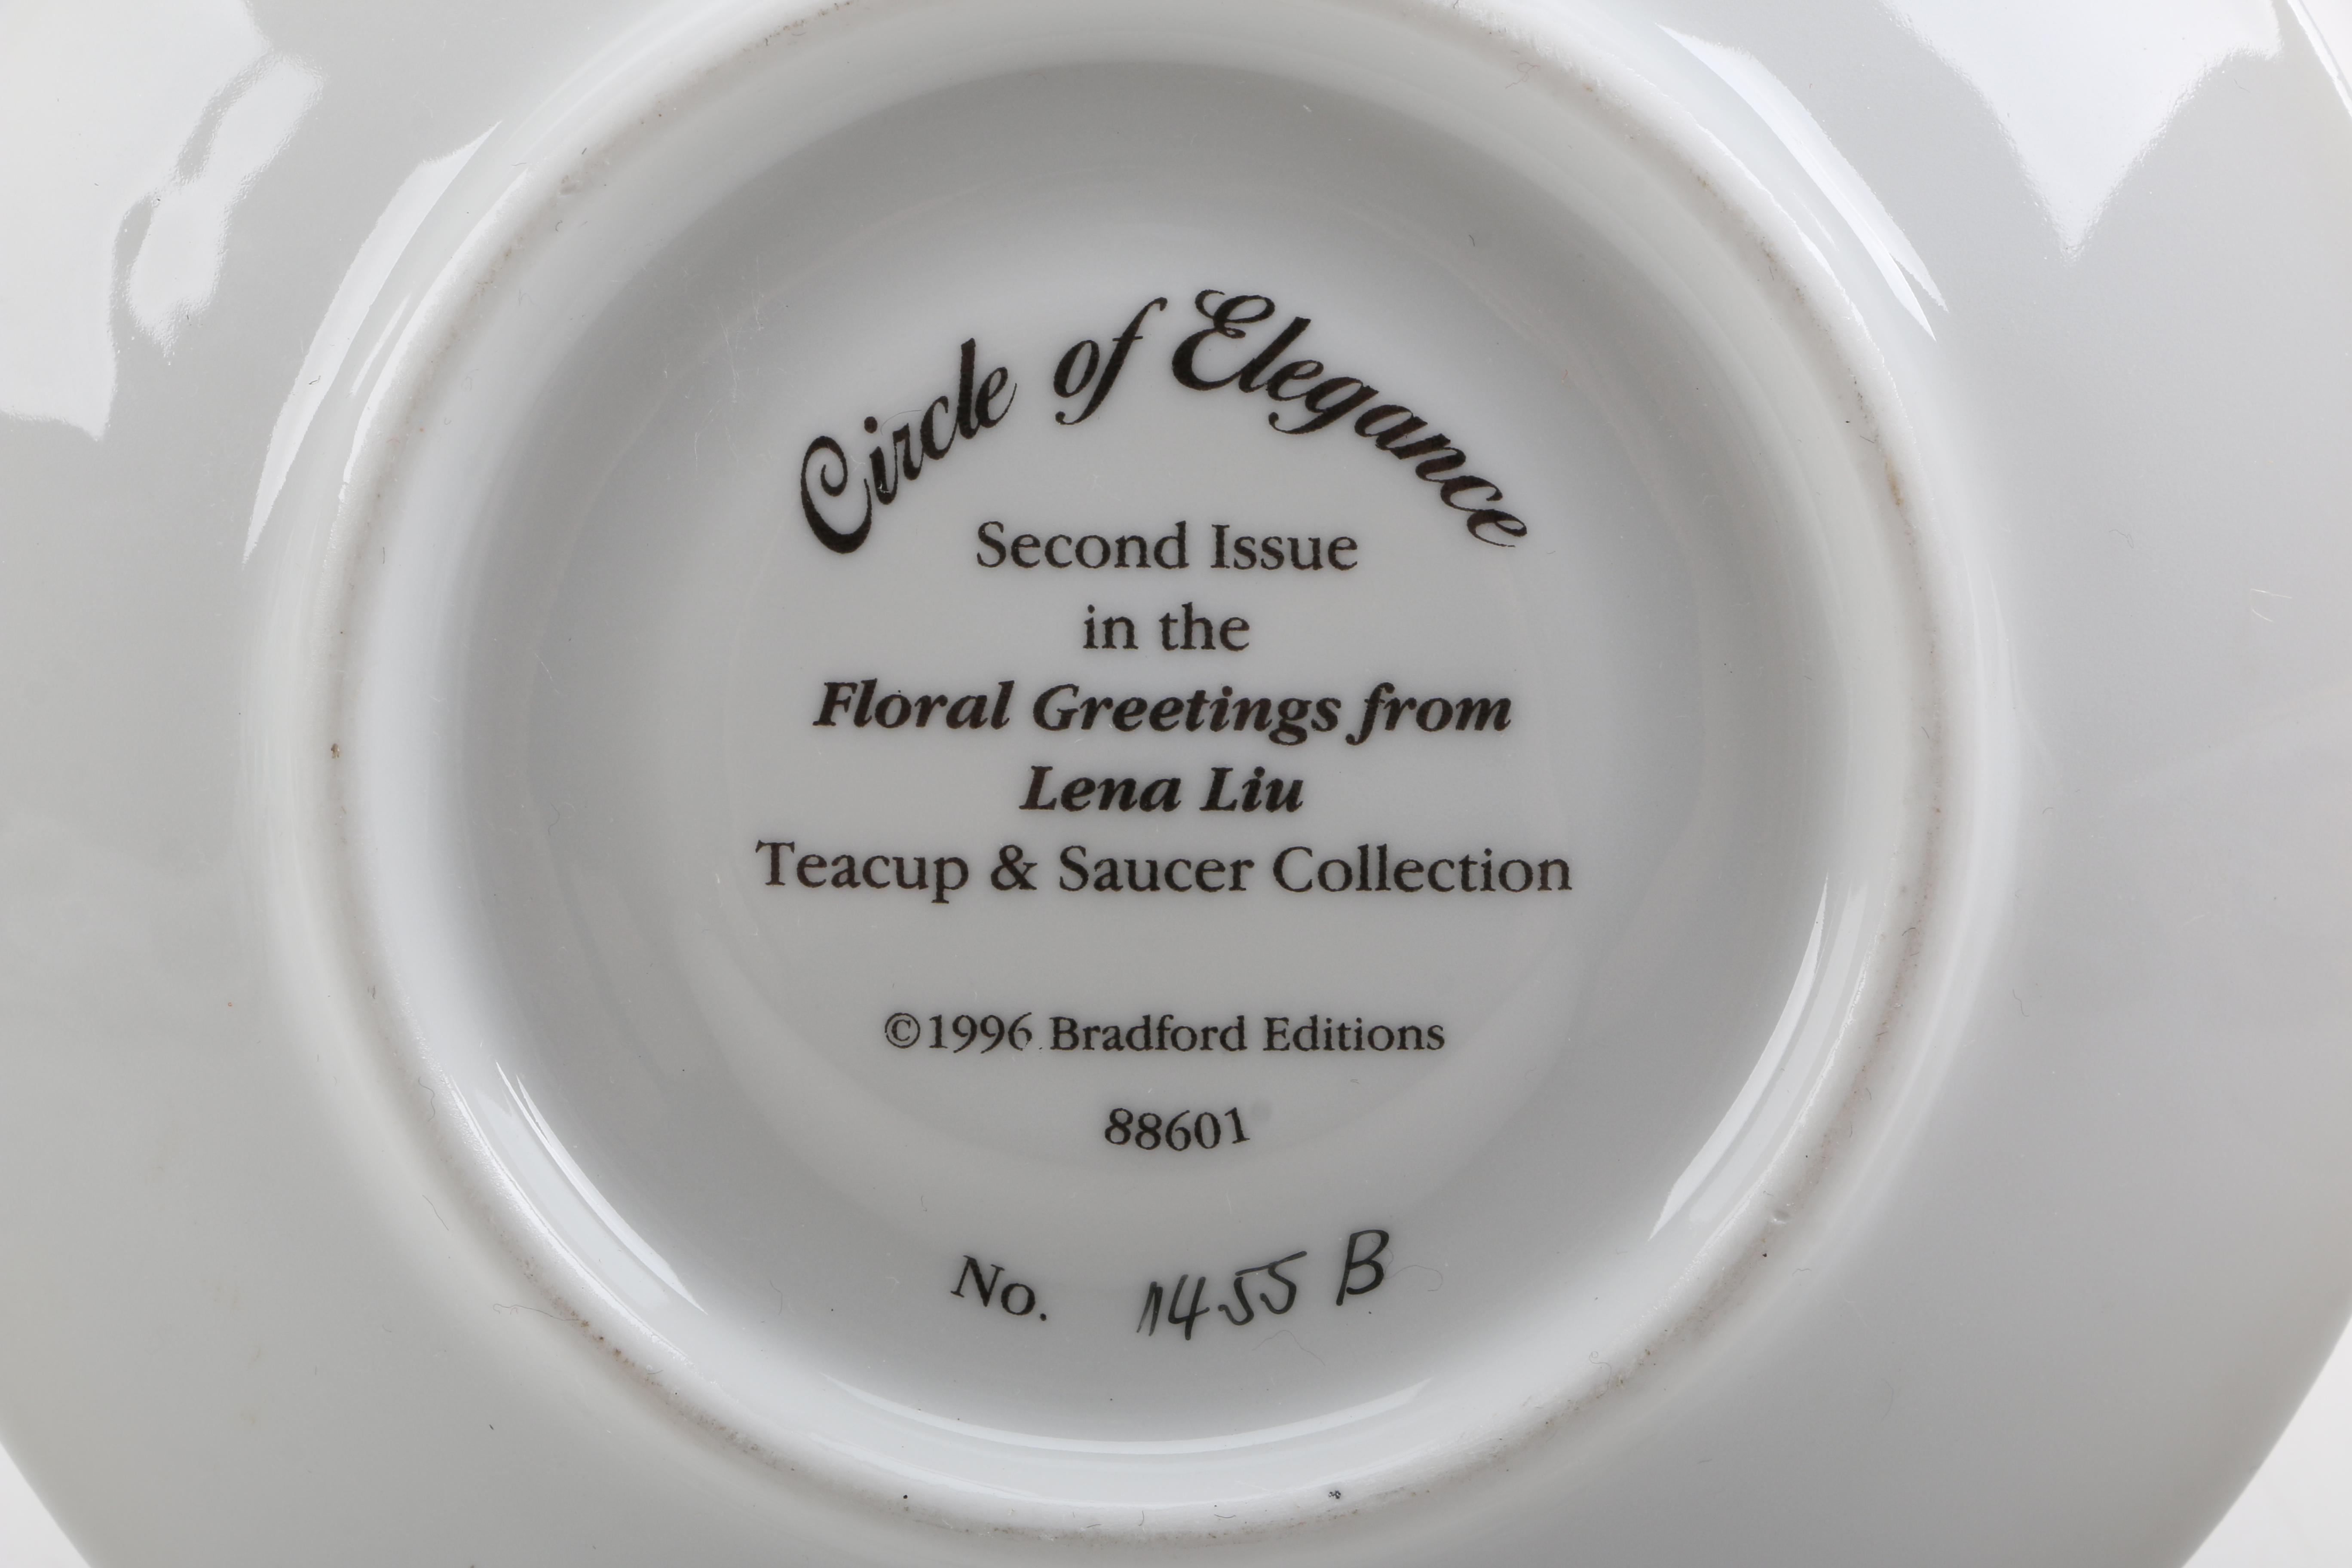 Circle of Elegance
Second Issue
in the
Floral Greetings from
Lena Liu
Teacup & Saucer Collection
©1996 Bradford Editions
88601
No. 1455 B